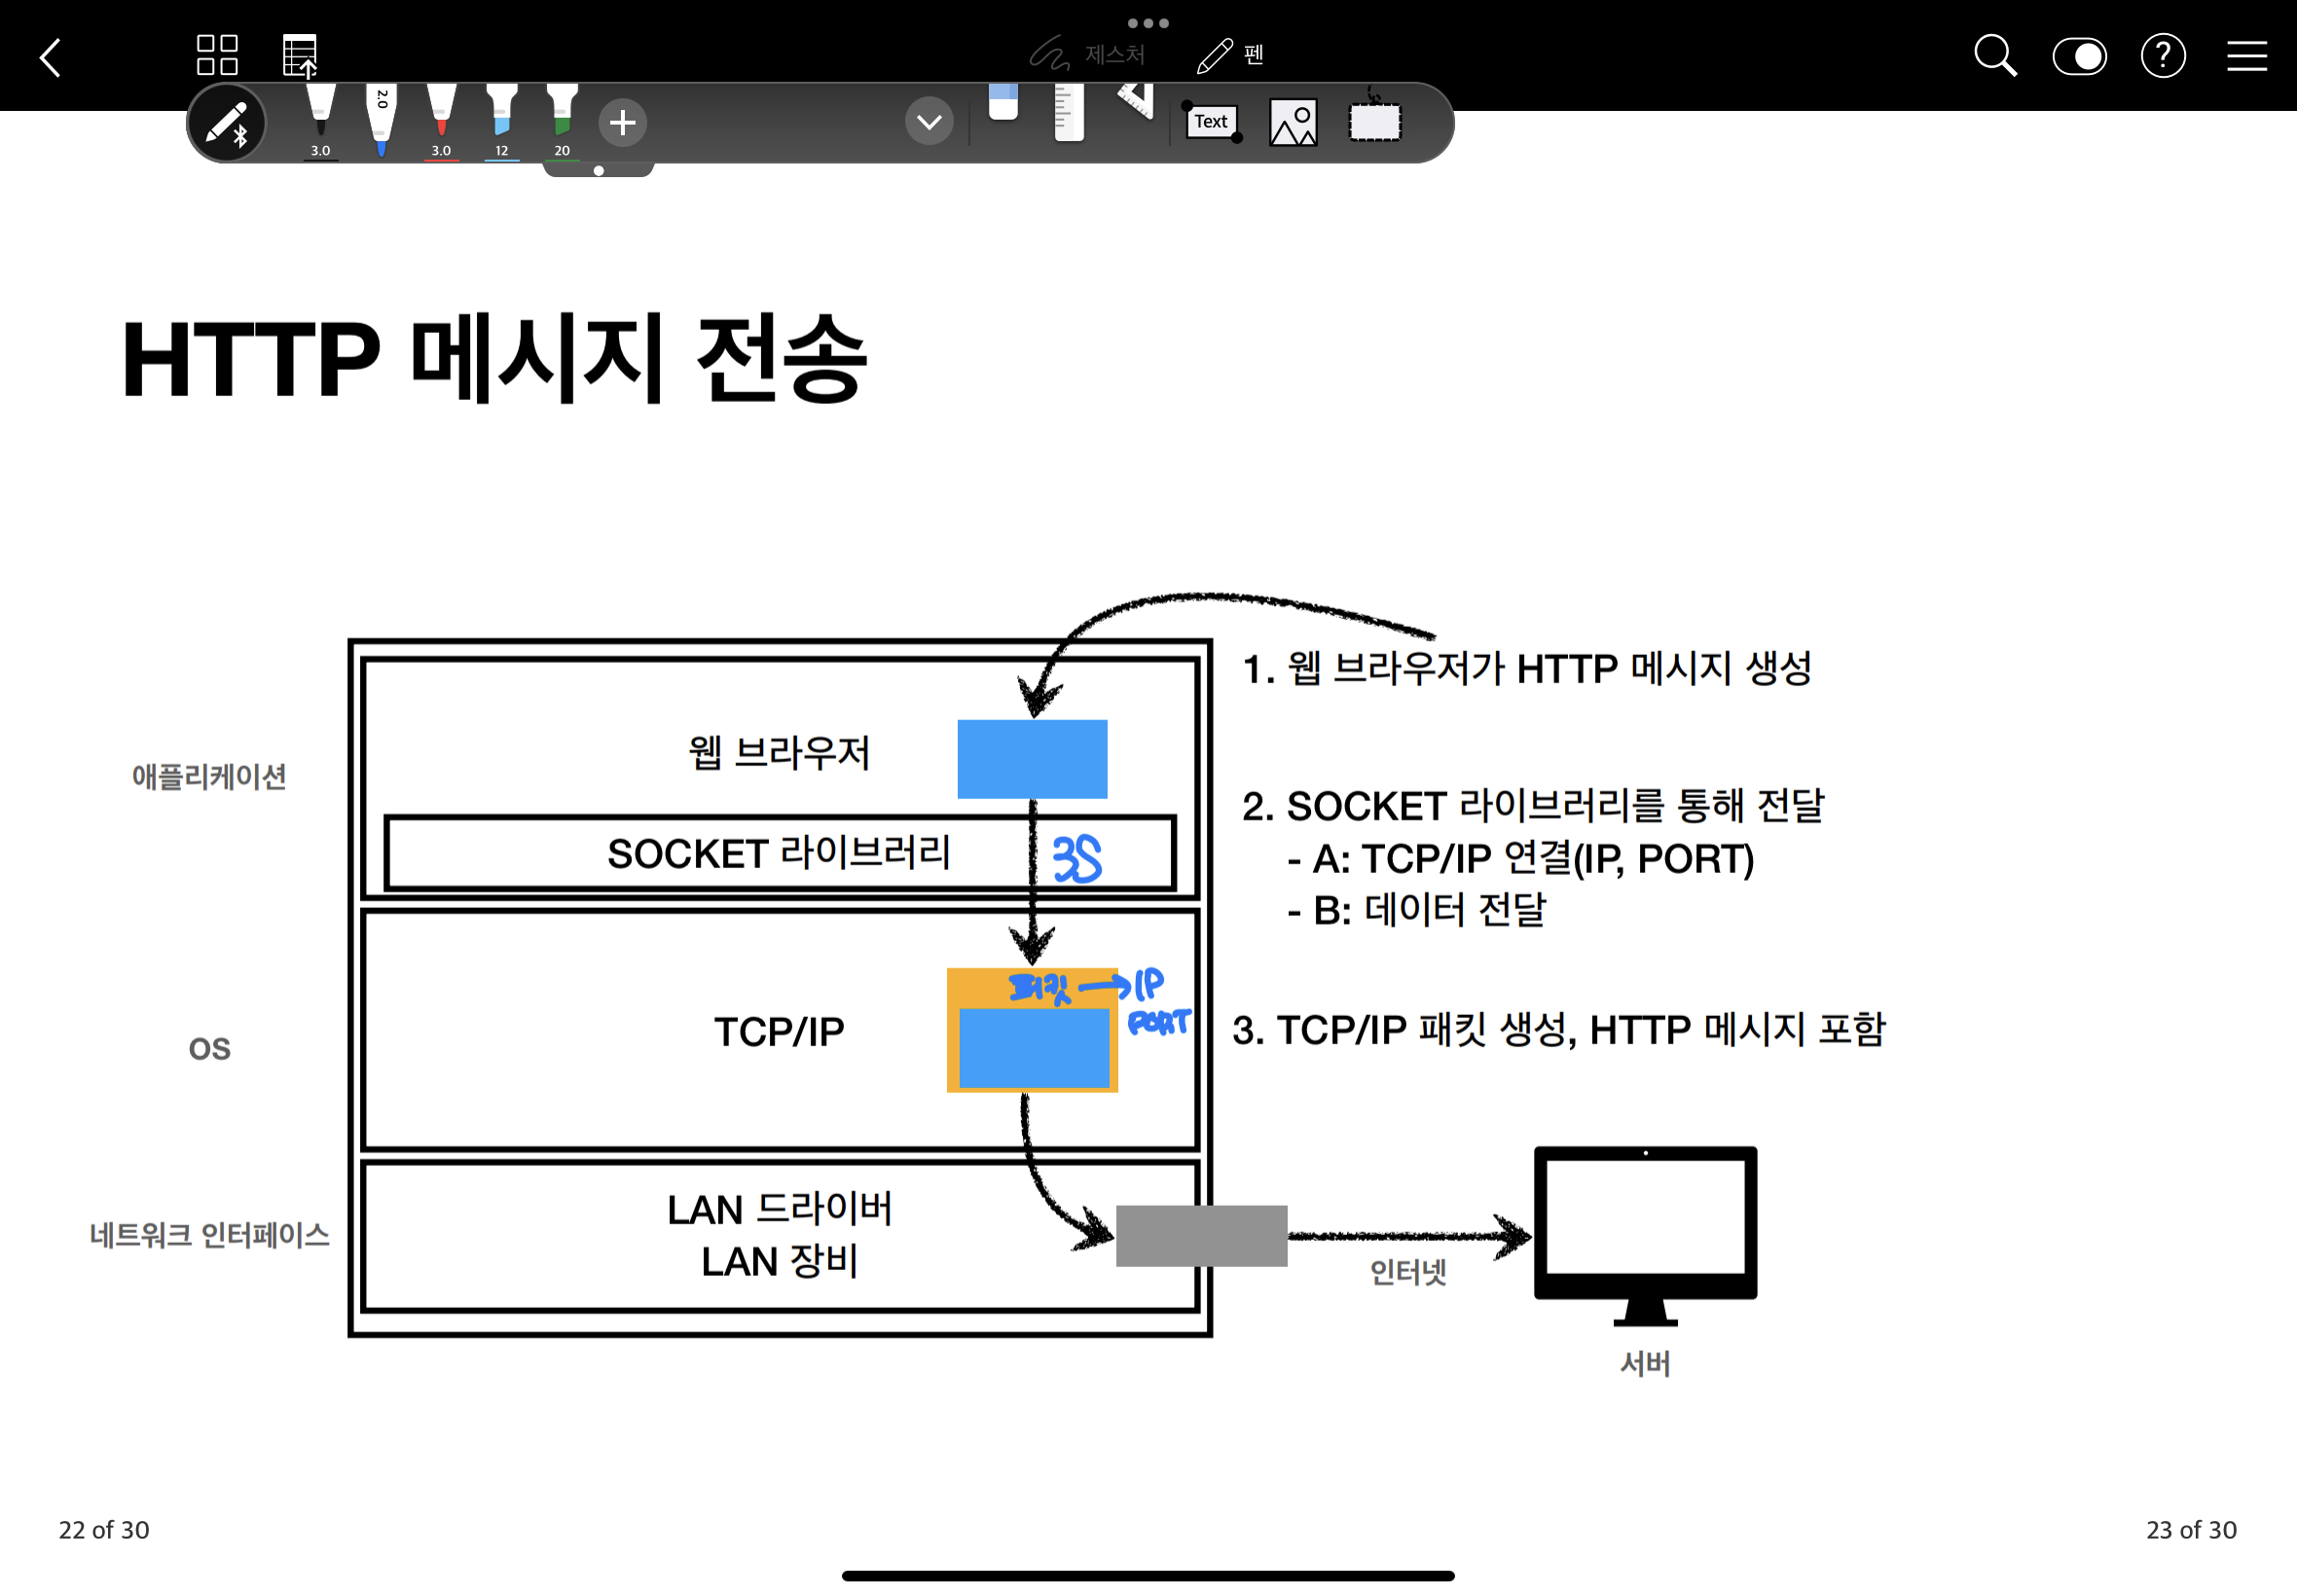 제스처
펜
2.0
3.0
3.0
12
20
Text
?
HTTP 메시지 전송
1. 웹 브라우저가 HTTP 메시지 생성
웹 브라우저
애플리케이션
2. SOCKET 라이브러리를 통해 전달
SOCKET 라이브러리
3S
- A: TCP/IP 연결(IP, PORT)
- B: 데이터 전달
패킷 → IP
PORT
TCP/IP
OS
3. TCP/IP 패킷 생성, HTTP 메시지 포함
LAN 드라이버
네트워크 인터페이스
LAN 장비
인터넷
서버
22 of 30
23 of 30